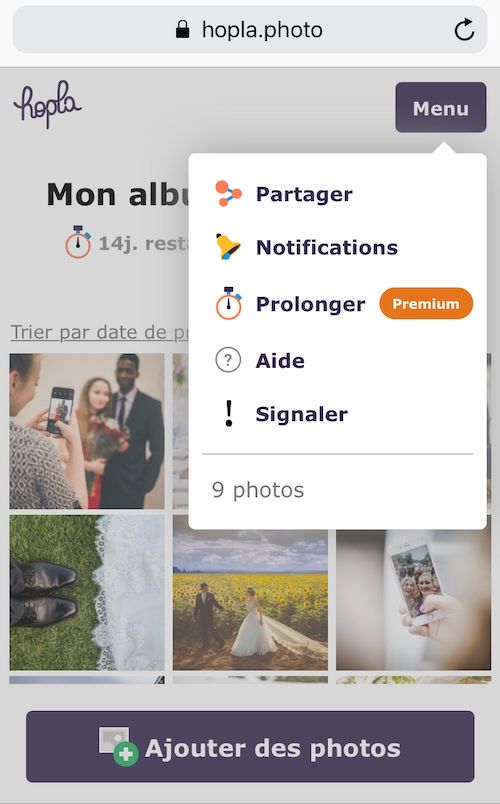 hopla.photo
hopla
Menu
Mon albu
14j. resta
Trier par date de pr
Partager
Notifications
Prolonger Premium
? Aide
! Signaler
9 photos
Ajouter des photos